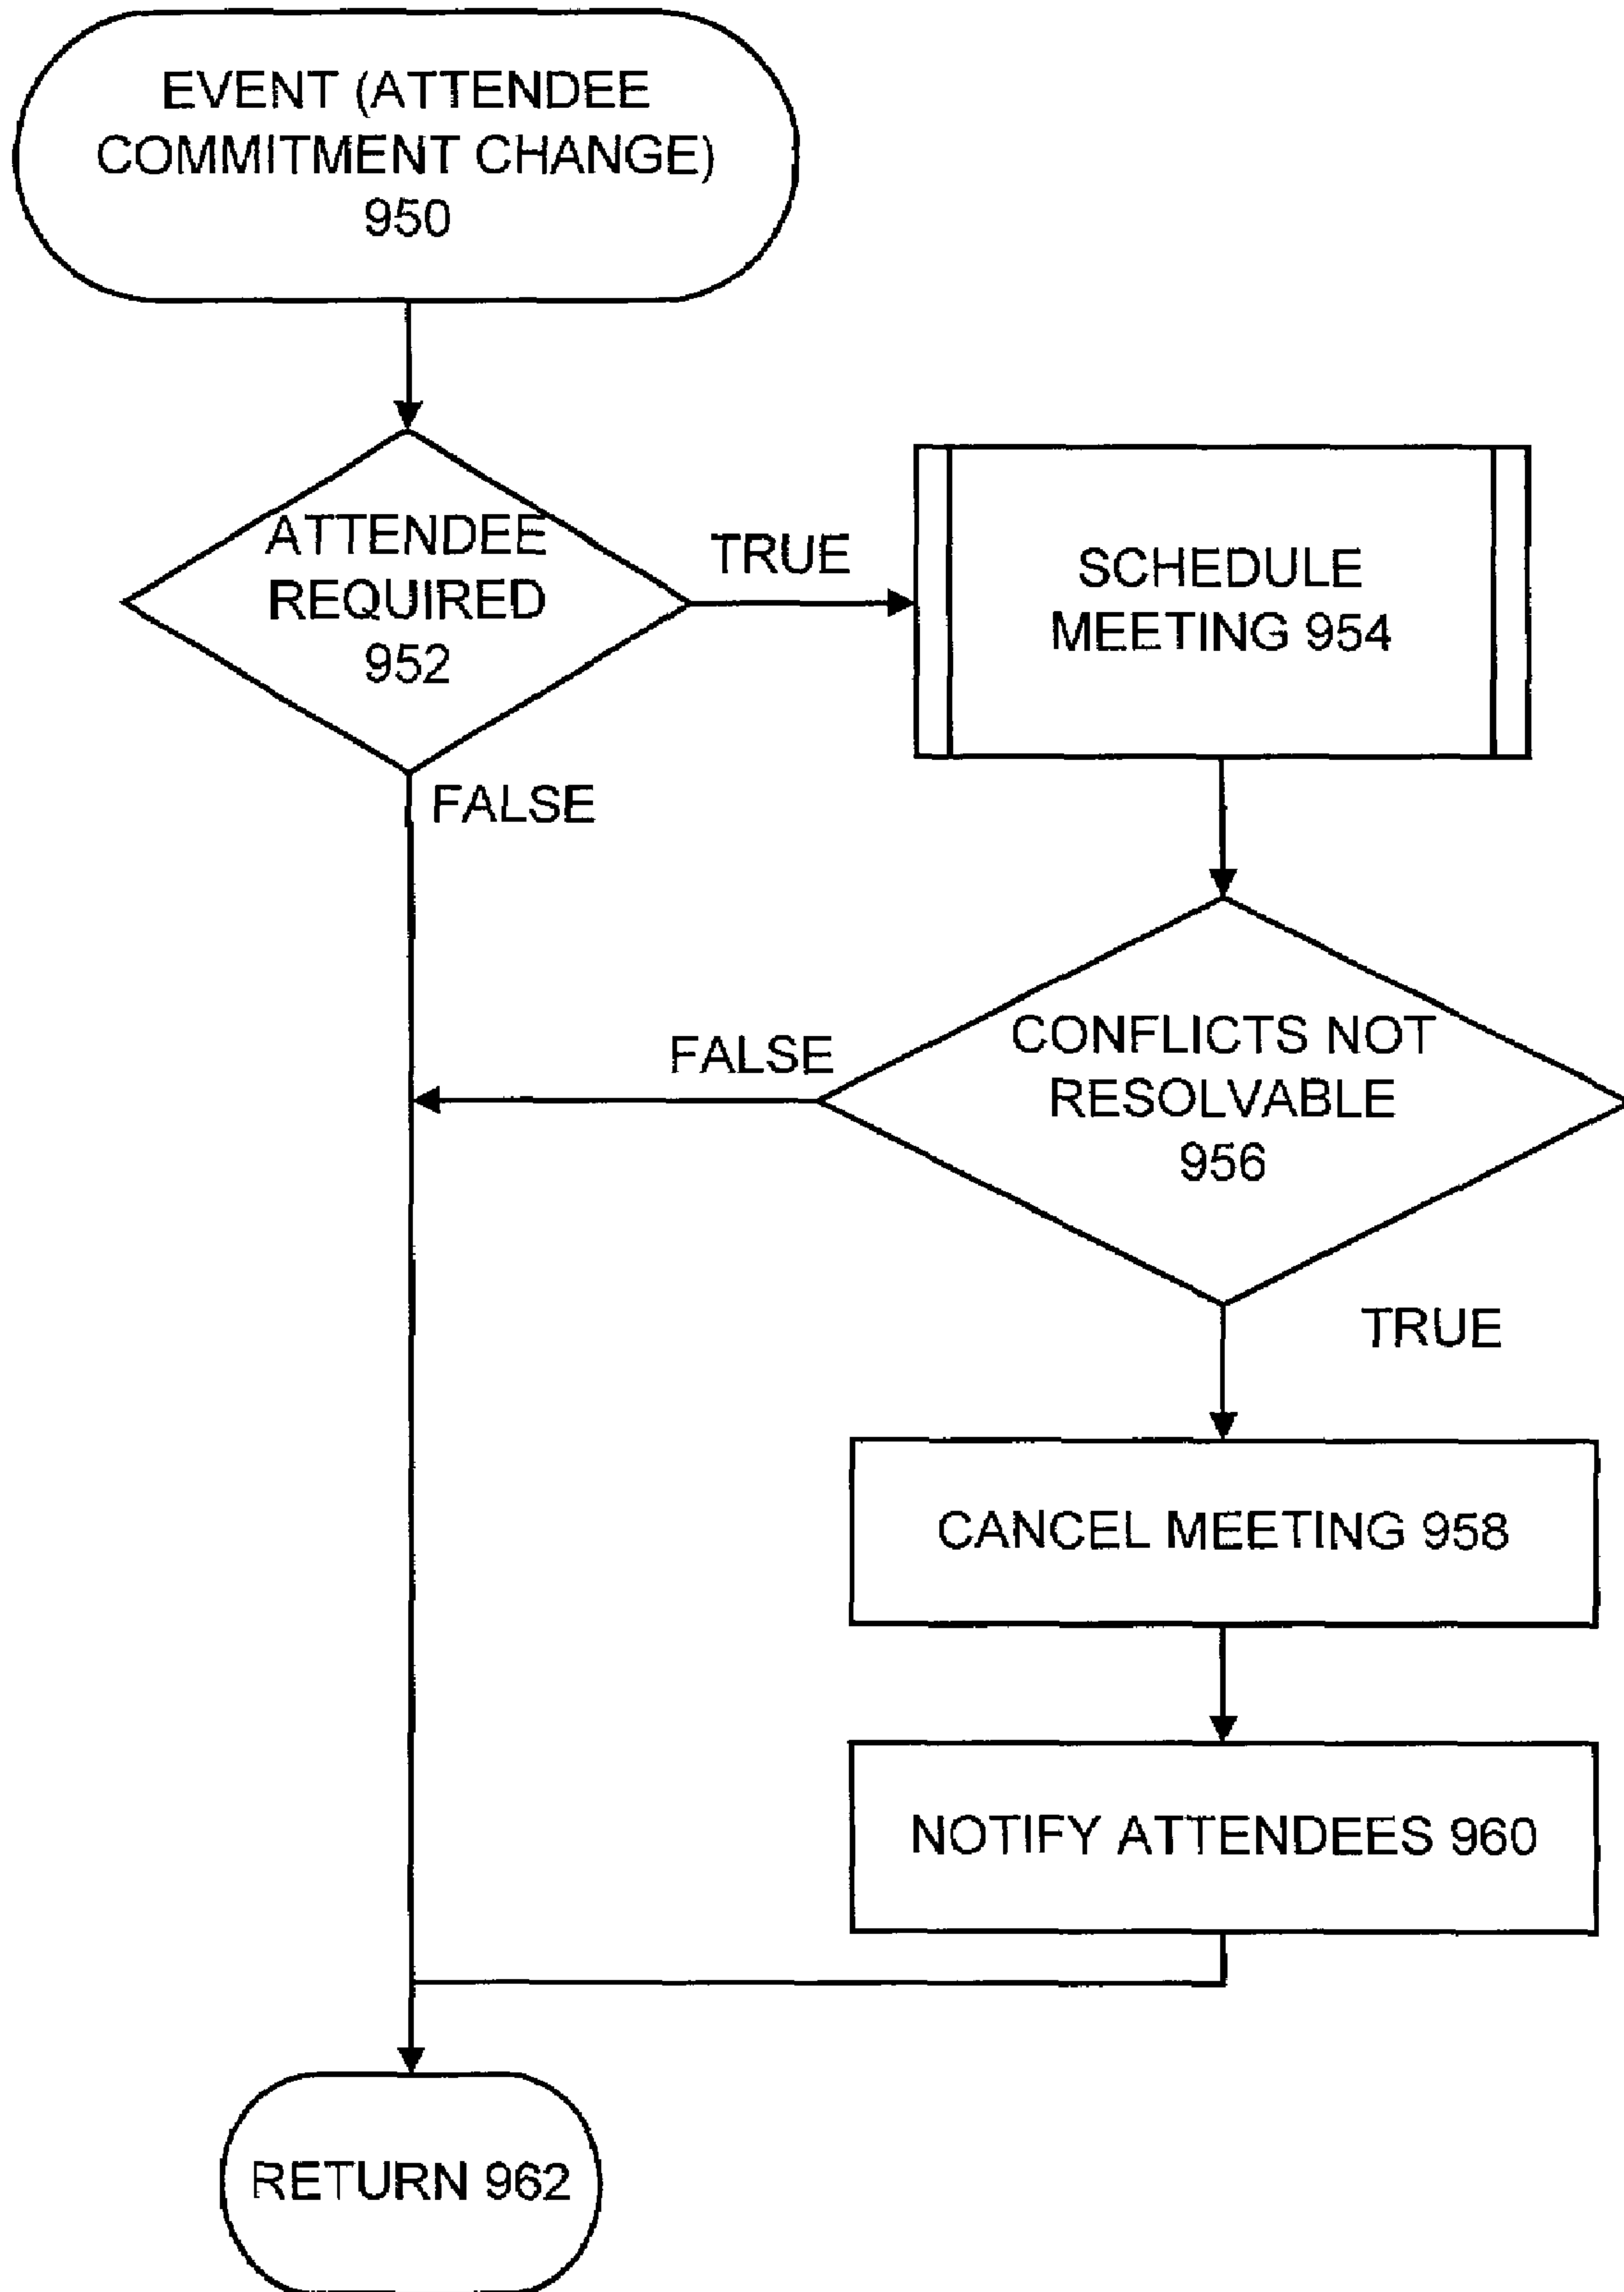 EVENT (ATTENDEE
COMMITMENT CHANGE)
950
ATTENDEE
REQUIRED
952
TRUE
SCHEDULE
MEETING 954
FALSE
CONFLICTS NOT
RESOLVABLE
956
FALSE
TRUE
CANCEL MEETING 958
NOTIFY ATTENDEES 960
RETURN 962